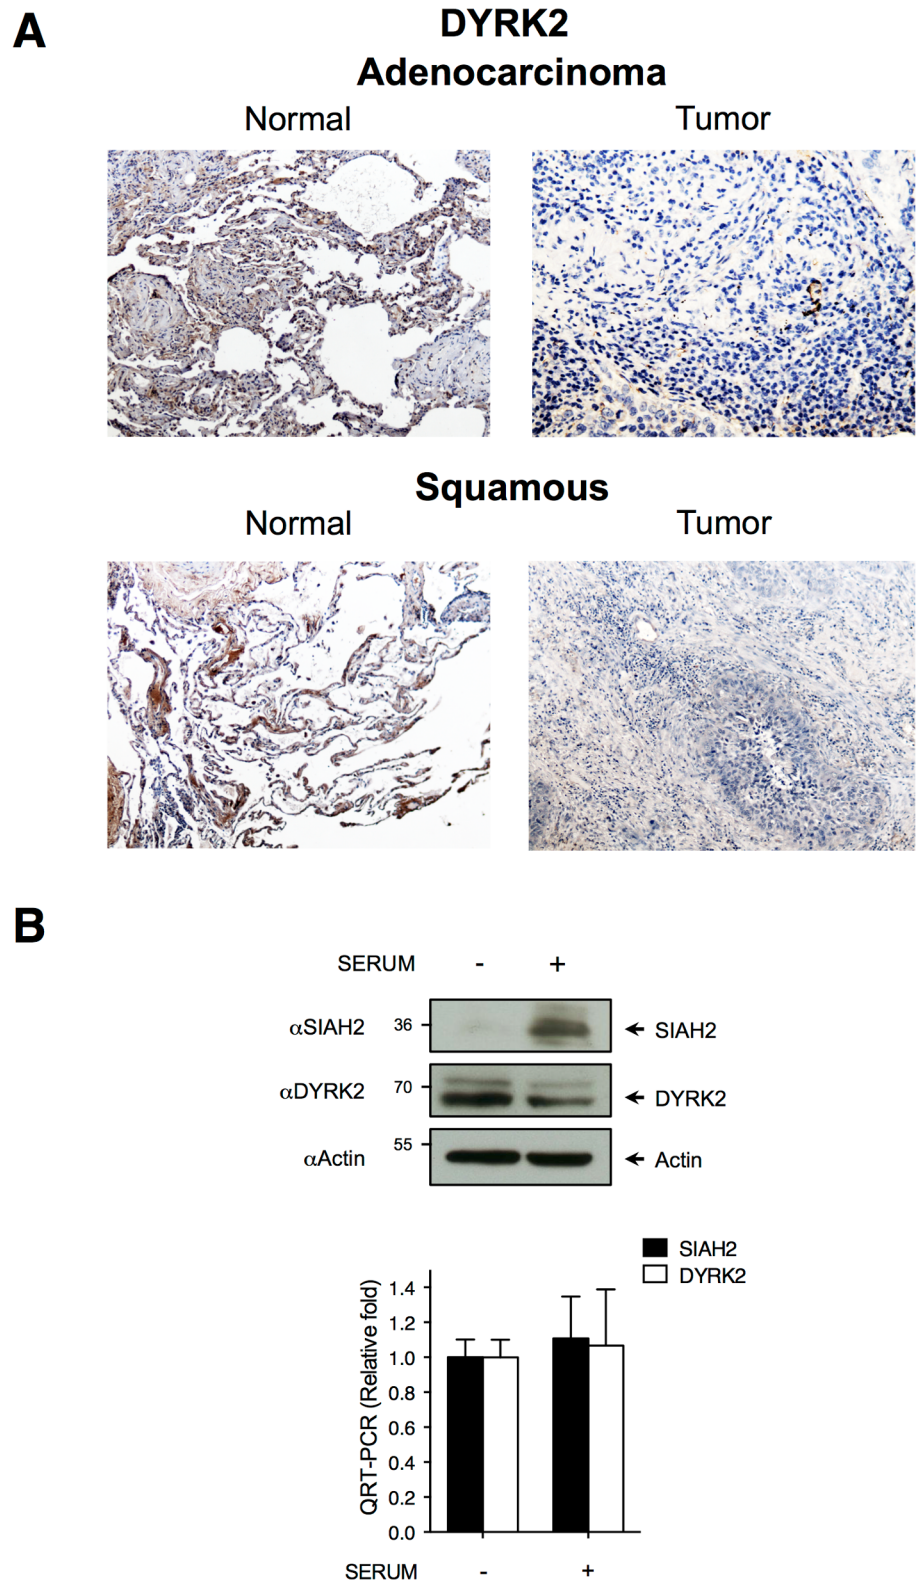 A
DYRK2
Adenocarcinoma
Normal Tumor
Squamous
Normal Tumor
B
SERUM - +
αSIAH2 36 SIAH2
αDYRK2 70 DYRK2
αActin 55 Actin
SIAH2
DYRK2
QRT-PCR (Relative fold)
1.4
1.2
1.0
0.8
0.6
0.4
0.2
0.0
SERUM - +